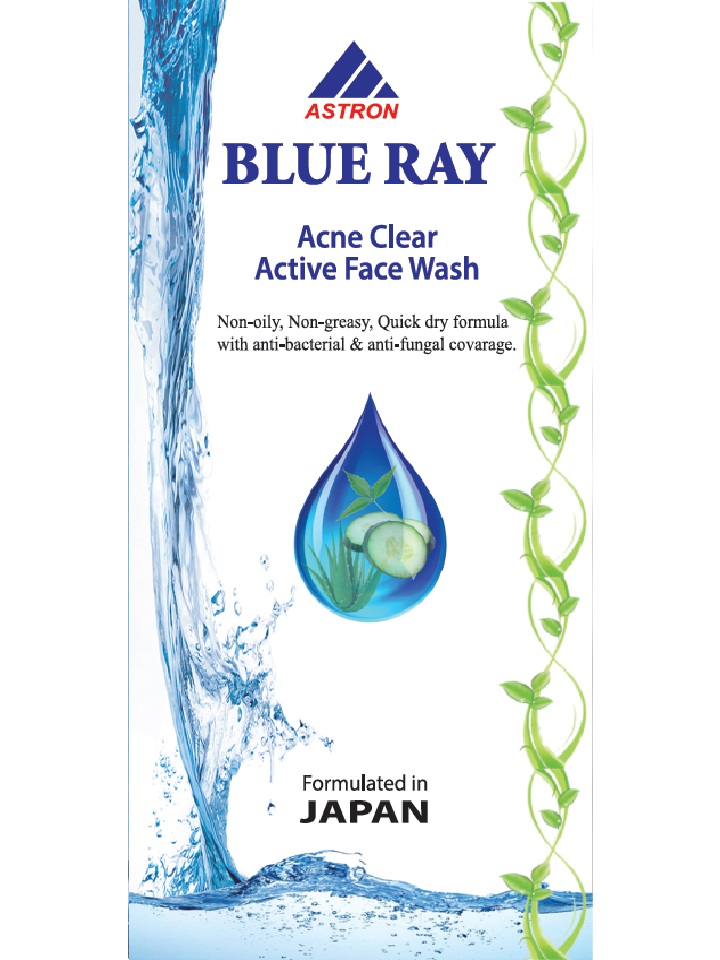 ASTRON
BLUE RAY
Acne Clear
Active Face Wash
Non-oily, Non-greasy, Quick dry formula
with anti-bacterial & anti-fungal covarage.
Formulated in
JAPAN